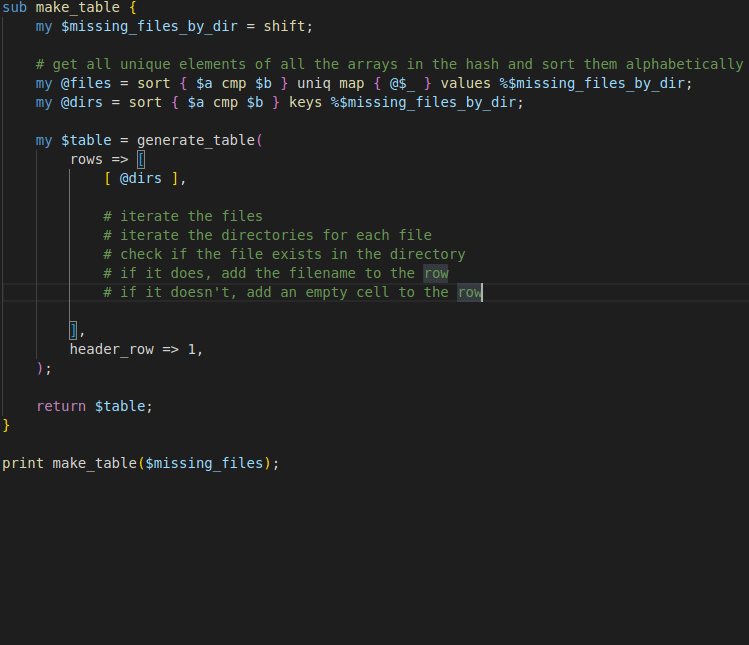 sub make_table {
    my $missing_files_by_dir = shift;

    # get all unique elements of all the arrays in the hash and sort them alphabetically
    my @files = sort { $a cmp $b } uniq map { @$_ } values %$missing_files_by_dir;
    my @dirs = sort { $a cmp $b } keys %$missing_files_by_dir;

    my $table = generate_table(
        rows => [
            [ @dirs ],

            # iterate the files
            # iterate the directories for each file
            # check if the file exists in the directory
            # if it does, add the filename to the row
            # if it doesn't, add an empty cell to the row

        ],
        header_row => 1,
    );

    return $table;
}

print make_table($missing_files);